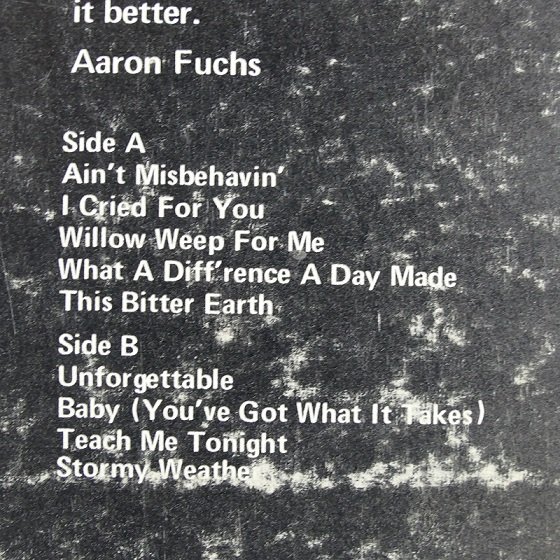 it better.
Aaron Fuchs
Side A
Ain't Misbehavin'
I Cried For You
Willow Weep For Me
What A Diff'rence A Day Made
This Bitter Earth
Side B
Unforgettable
Baby (You've Got What It Takes)
Teach Me Tonight
Stormy Weathe